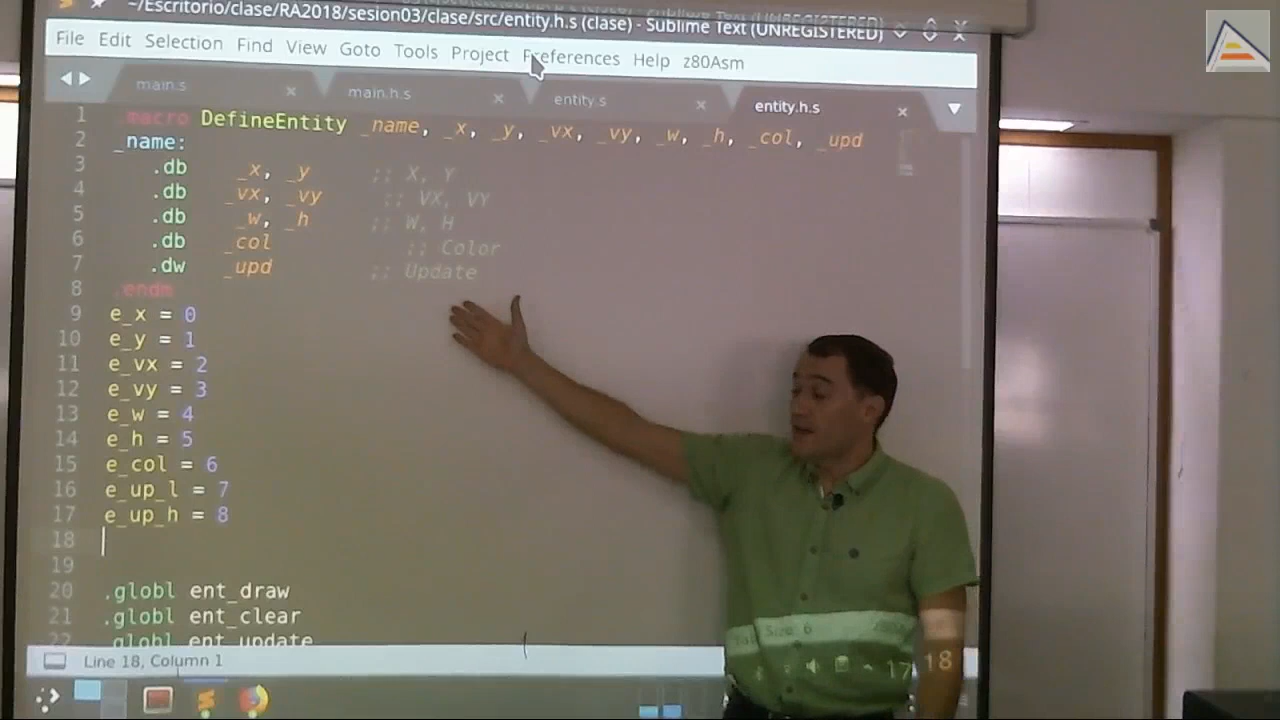 ~/Escritorio/clase/RA2018/sesion03/clase/src/entity.h.s (clase) - Sublime Text (UNREGISTERED)
File Edit Selection Find View Goto Tools Project Preferences Help z80Asm
main.s main.h.s entity.s entity.h.s
1 .macro DefineEntity _name, _x, _y, _vx, _vy, _w, _h, _col, _upd
2 _name:
3 .db _x, _y ;; X, Y
4 .db _vx, _vy ;; VX, VY
5 .db _w, _h ;; W, H
6 .db _col ;; Color
7 .dw _upd ;; Update
8 .endm
9 e_x = 0
10 e_y = 1
11 e_vx = 2
12 e_vy = 3
13 e_w = 4
14 e_h = 5
15 e_col = 6
16 e_up_l = 7
17 e_up_h = 8
18
19
20 .globl ent_draw
21 .globl ent_clear
22 .globl ent_update
Line 18, Column 1
Size: 6
17 18